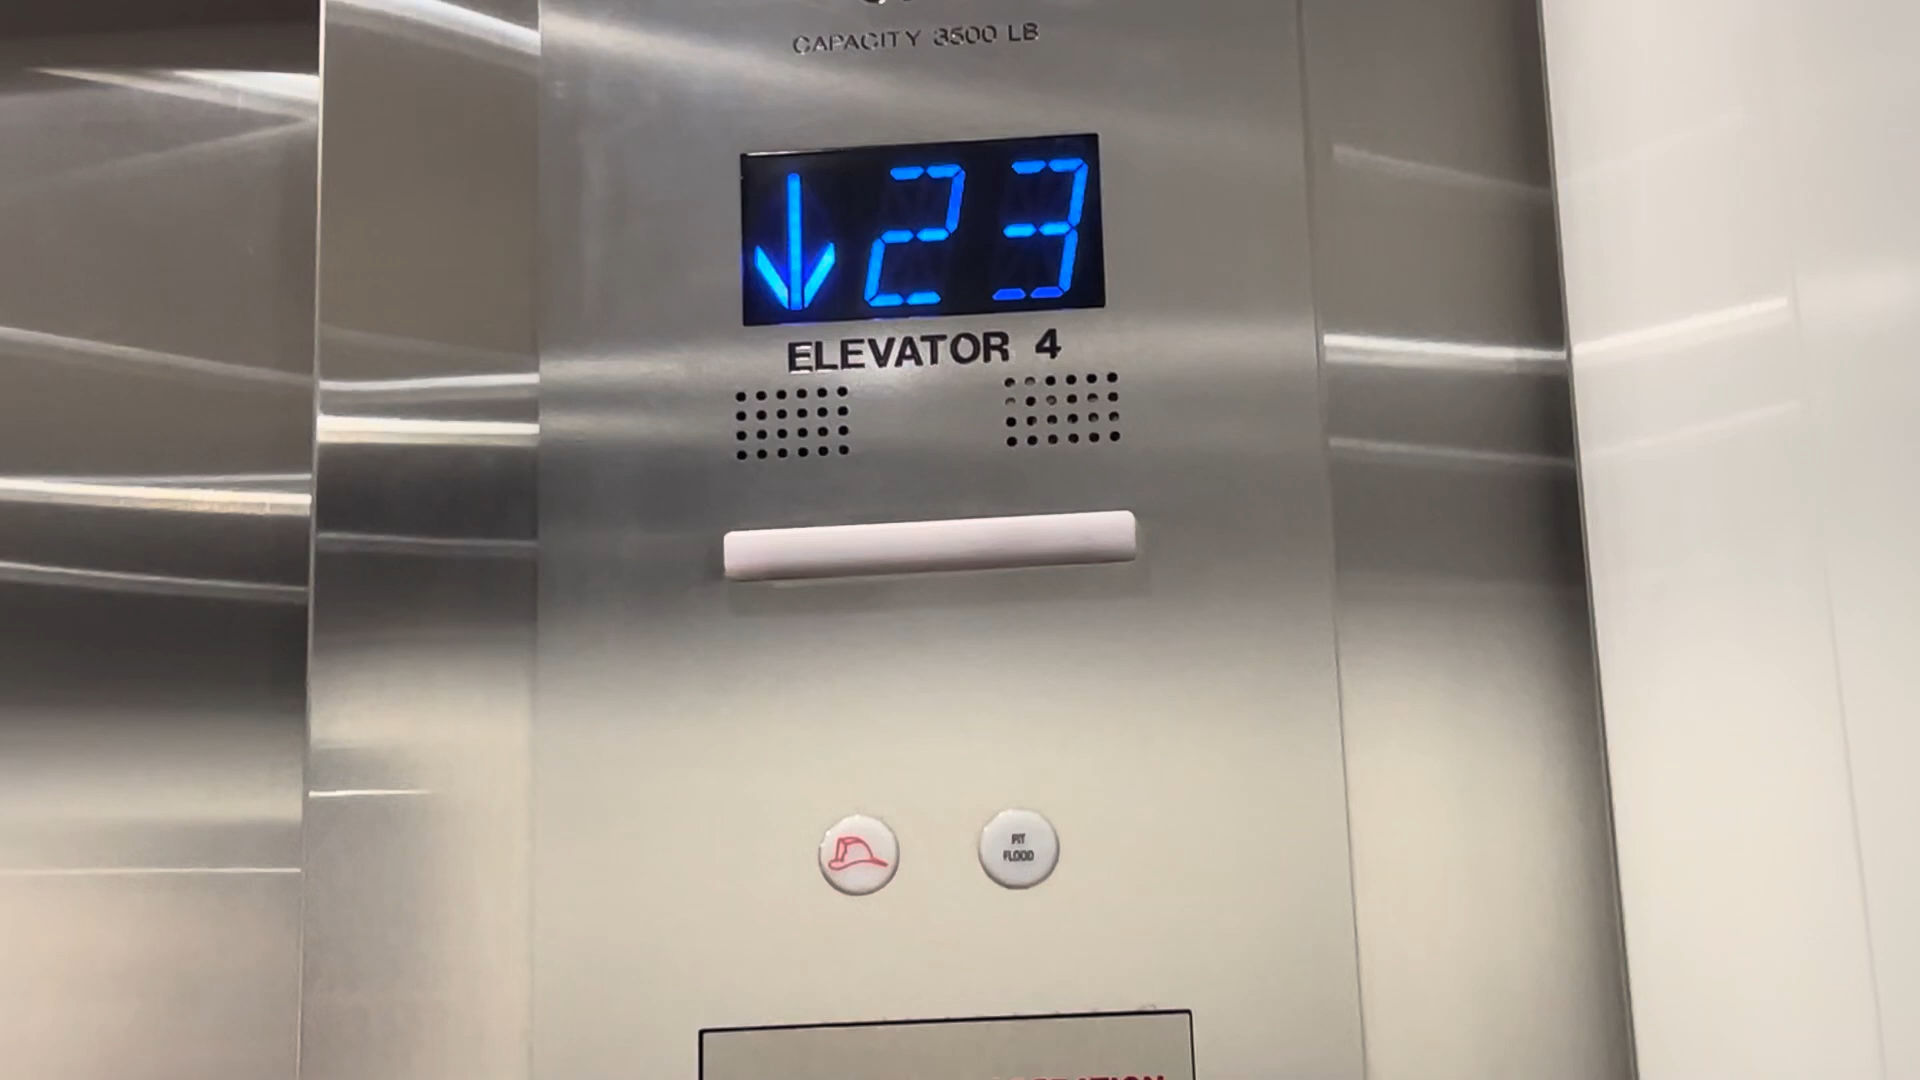 CAPACITY 3500 LB
↓ 23
ELEVATOR 4
PIT
FLOOD